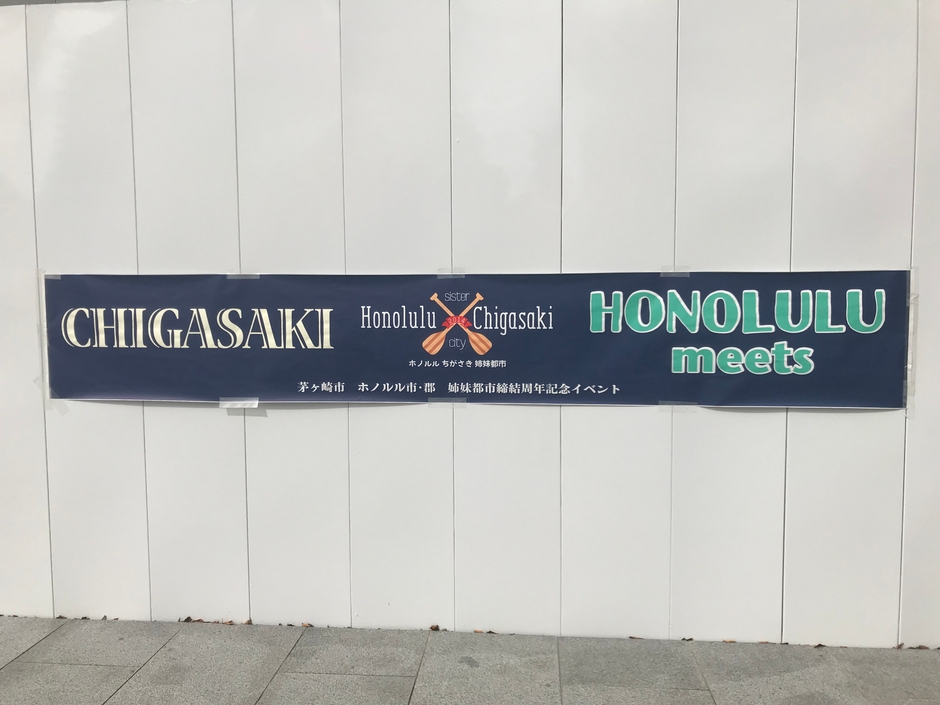 CHIGASAKI
sister
Honolulu 2014 Chigasaki
city
ホノルル ちがさき 姉妹都市
HONOLULU
meets
茅ヶ崎市 ホノルル市・郡 姉妹都市締結周年記念イベント